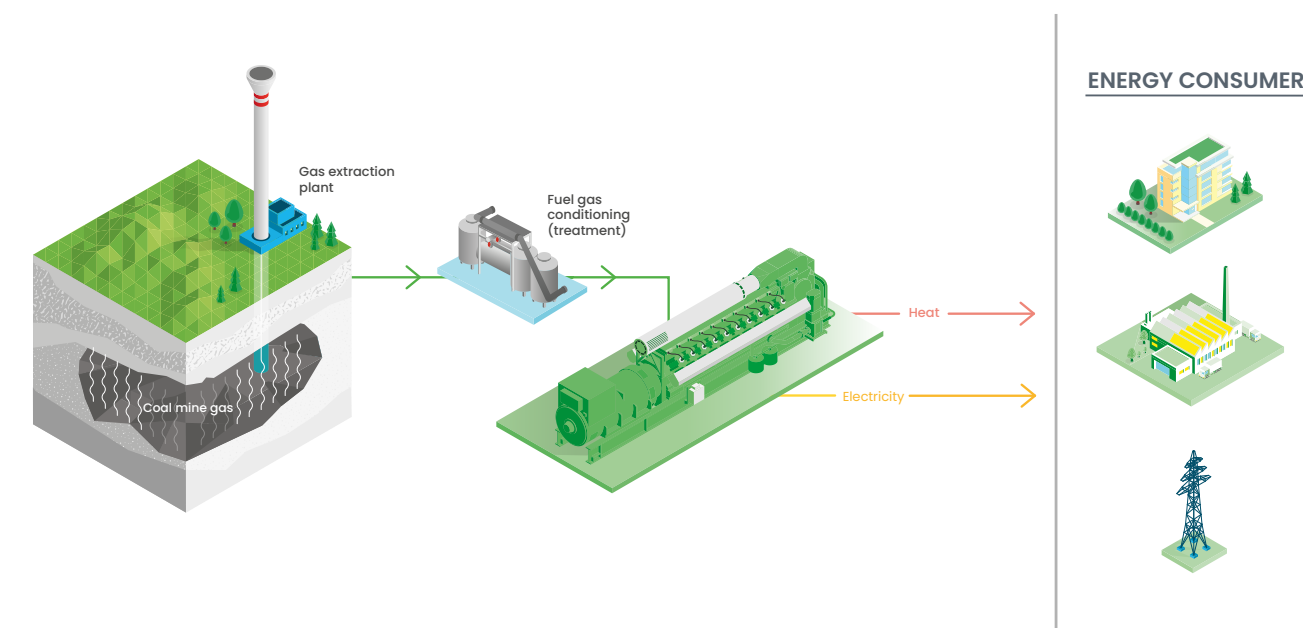 ENERGY CONSUMER
Gas extraction
plant
Fuel gas
conditioning
(treatment)
Heat
Electricity
Coal mine gas